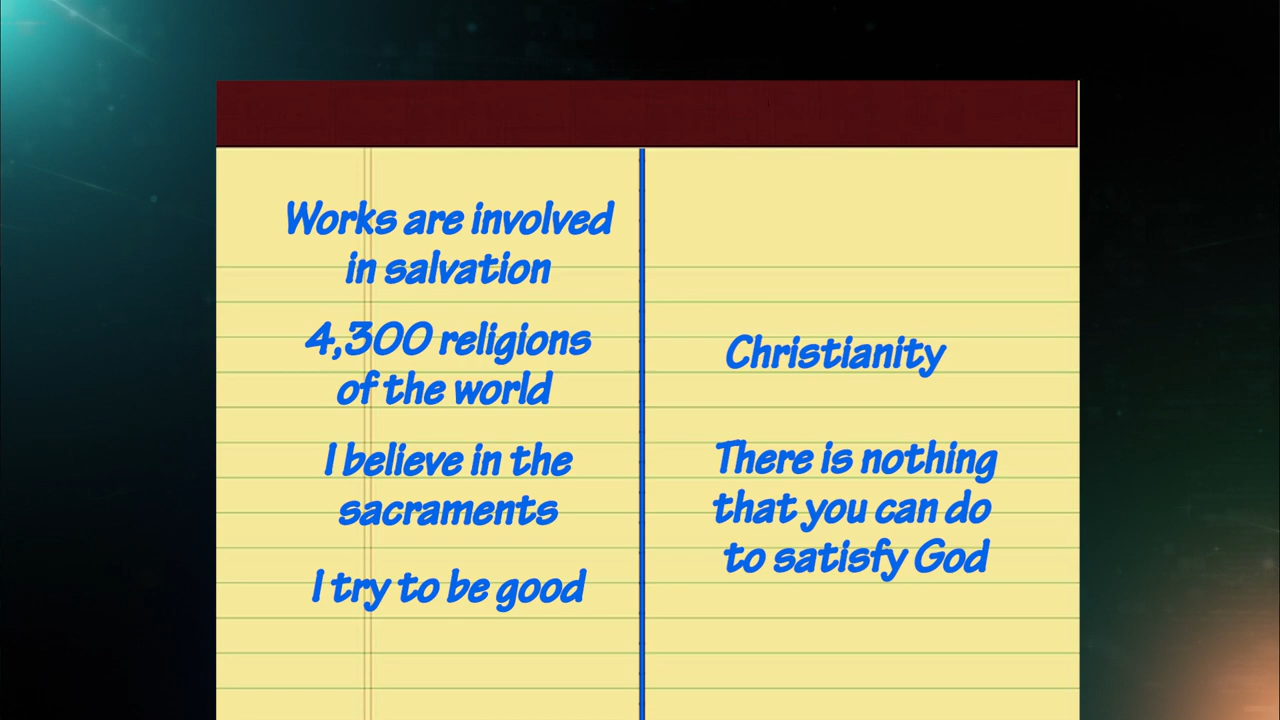 Works are involved
in salvation
4,300 religions
of the world
I believe in the
sacraments
I try to be good
Christianity
There is nothing
that you can do
to satisfy God